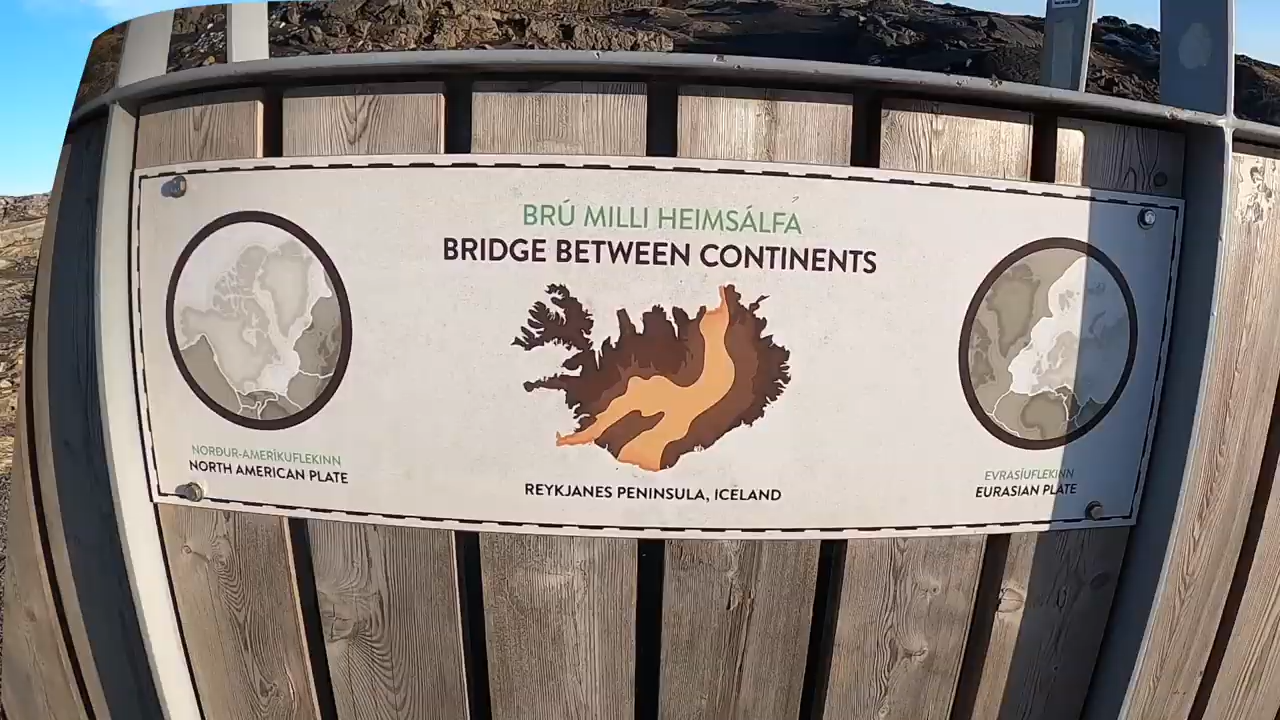 BRÚ MILLI HEIMSÁLFA
BRIDGE BETWEEN CONTINENTS
NORÐUR-AMERÍKUFLEKINN
NORTH AMERICAN PLATE
REYKJANES PENINSULA, ICELAND
EVRASÍUFLEKINN
EURASIAN PLATE